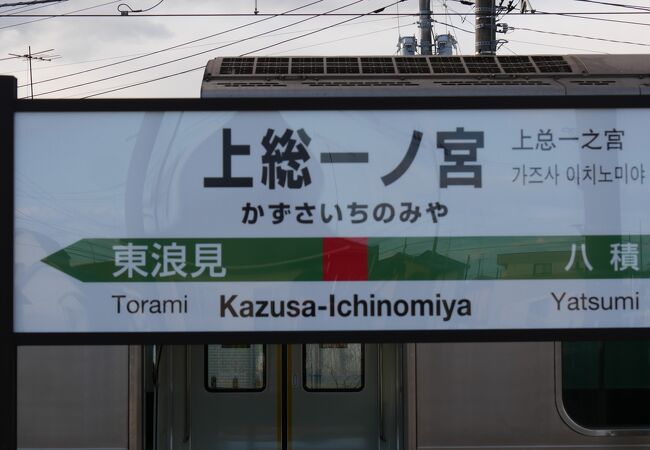 上総一ノ宮
上总一之宮
가즈사 이치노미야
かずさいちのみや
東浪見
八積
Torami
Kazusa-Ichinomiya
Yatsumi